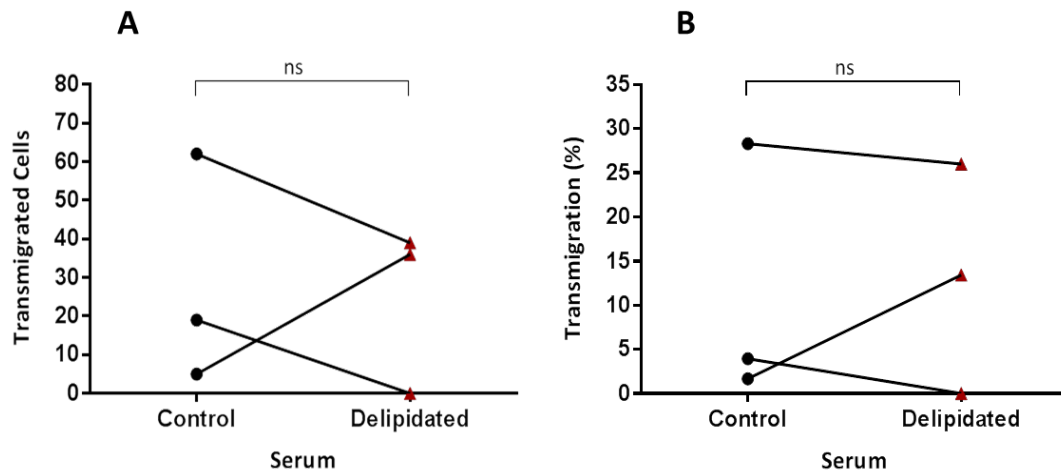 A
ns
80
70
60
50
40
30
20
10
0
Transmigrated Cells
Control Delipidated
Serum
B
ns
35
30
25
20
15
10
5
0
Transmigration (%)
Control Delipidated
Serum